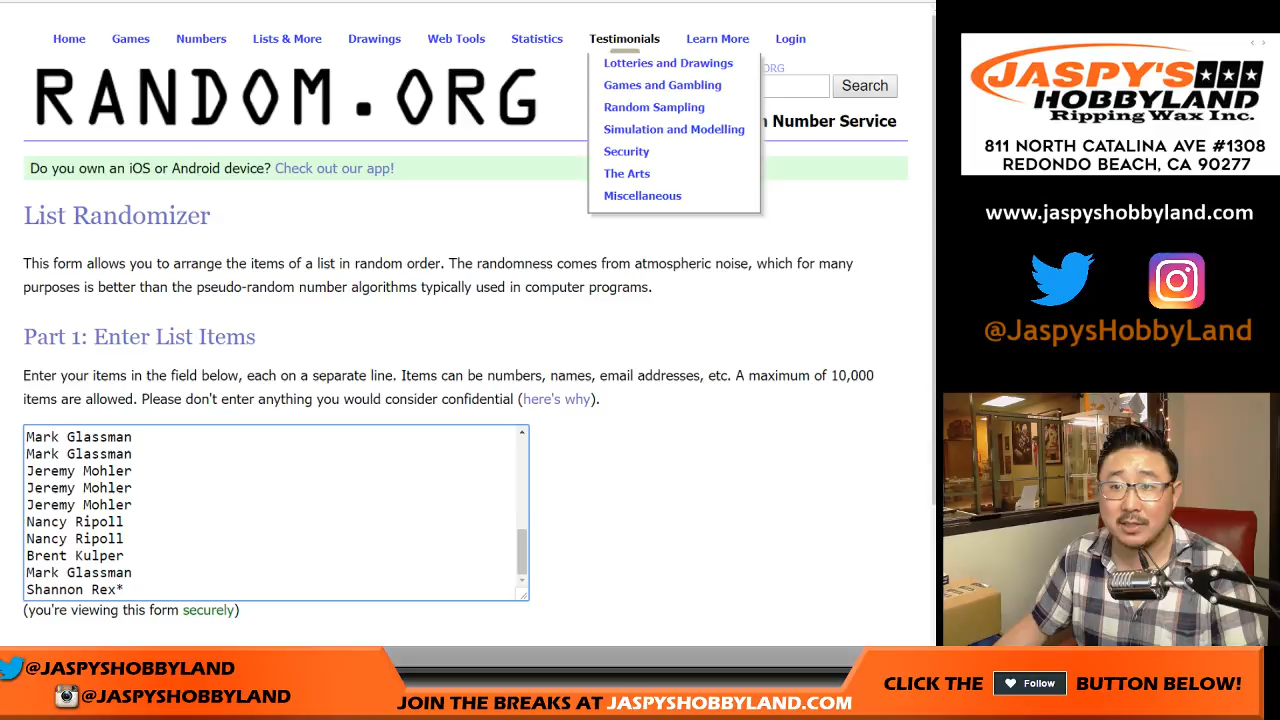 Home Games Numbers Lists & More Drawings Web Tools Statistics Testimonials Learn More Login
Lotteries and Drawings
Games and Gambling
Random Sampling
Simulation and Modelling
Security
The Arts
Miscellaneous
ORG
Search
RANDOM.ORG
Number Service
Do you own an iOS or Android device? Check out our app!
List Randomizer
This form allows you to arrange the items of a list in random order. The randomness comes from atmospheric noise, which for many
purposes is better than the pseudo-random number algorithms typically used in computer programs.
Part 1: Enter List Items
Enter your items in the field below, each on a separate line. Items can be numbers, names, email addresses, etc. A maximum of 10,000
items are allowed. Please don't enter anything you would consider confidential (here's why).
Mark Glassman
Mark Glassman
Jeremy Mohler
Jeremy Mohler
Jeremy Mohler
Nancy Ripoll
Nancy Ripoll
Brent Kulper
Mark Glassman
Shannon Rex*
(you're viewing this form securely)
JASPY'S
HOBBYLAND
Ripping Wax Inc.
811 NORTH CATALINA AVE #1308
REDONDO BEACH, CA 90277
www.jaspyshobbyland.com
@JaspysHobbyLand
@JASPYSHOBBYLAND
@JASPYSHOBBYLAND
JOIN THE BREAKS AT JASPYSHOBBYLAND.COM
CLICK THE Follow BUTTON BELOW!